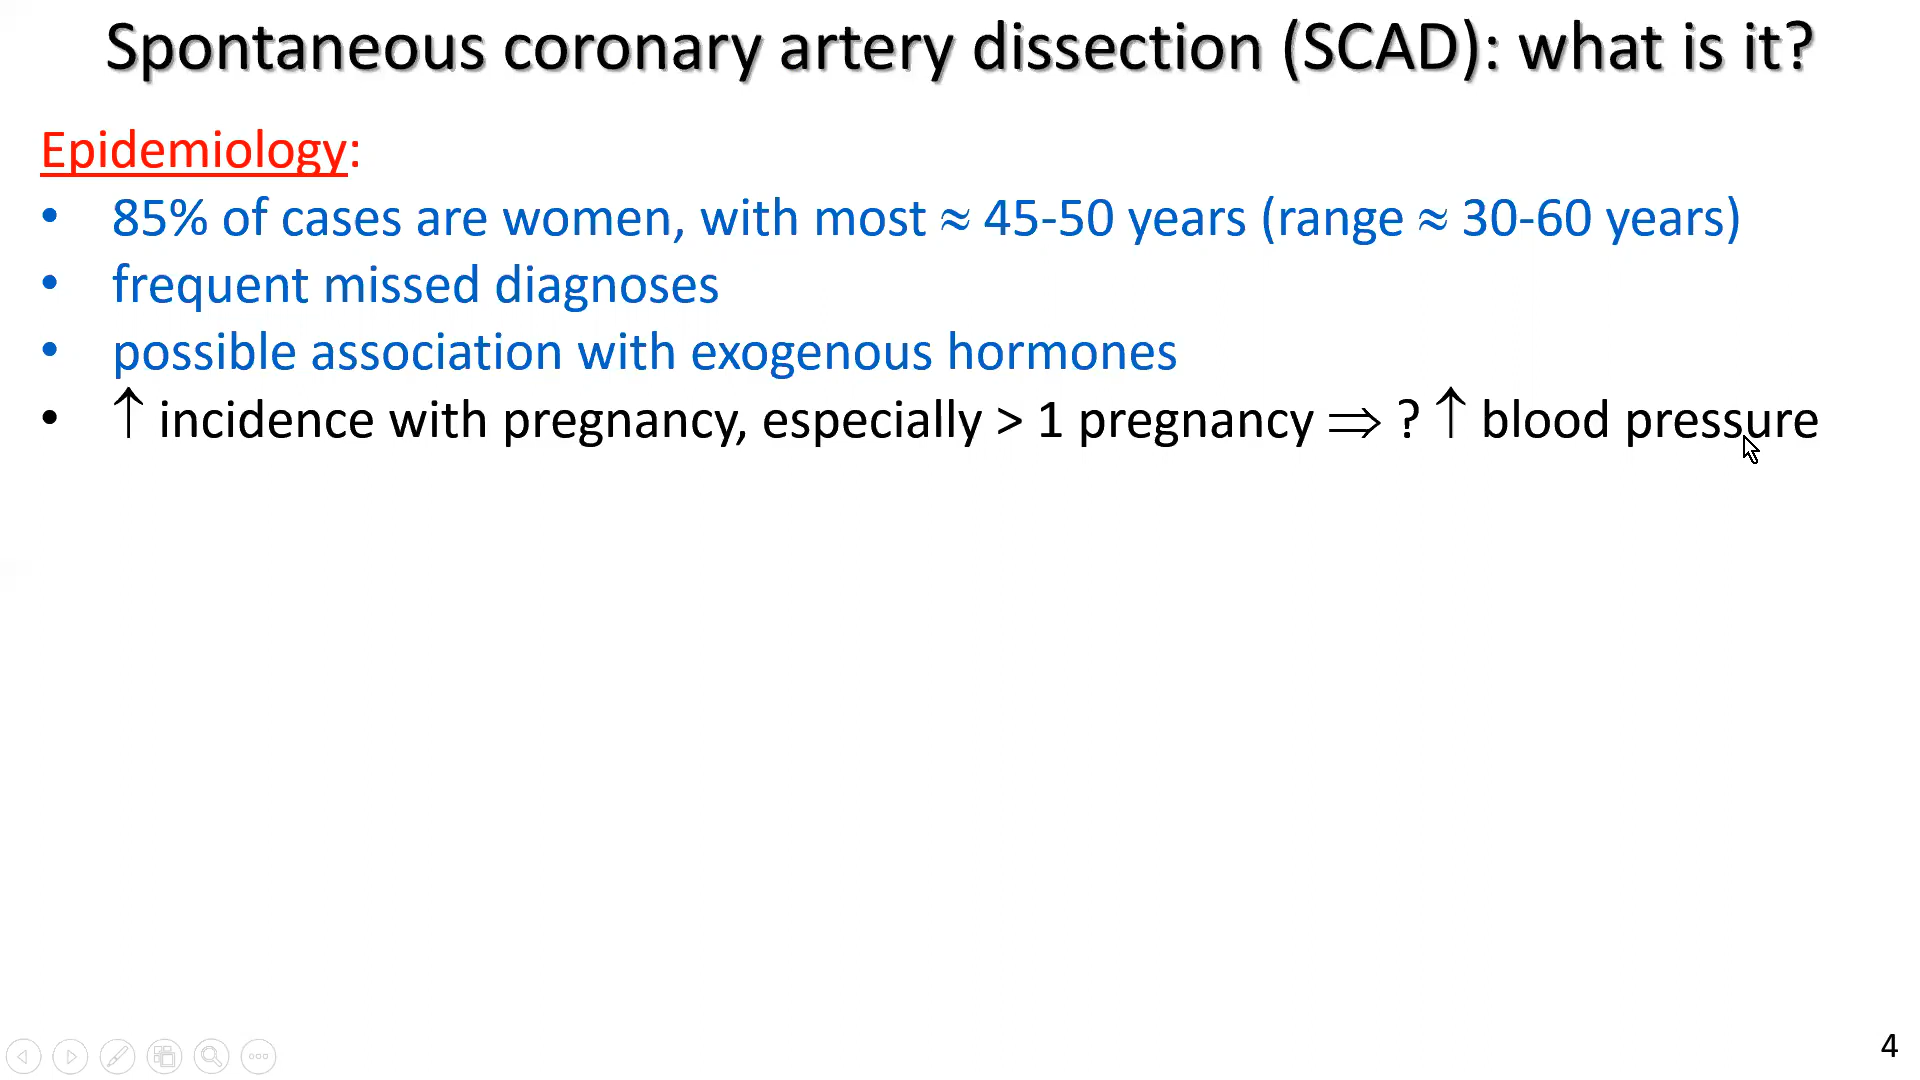 Spontaneous coronary artery dissection (SCAD): what is it?
Epidemiology:
• 85% of cases are women, with most ≈ 45-50 years (range ≈ 30-60 years)
• frequent missed diagnoses
• possible association with exogenous hormones
• ↑ incidence with pregnancy, especially > 1 pregnancy ⇒ ? ↑ blood pressure
4